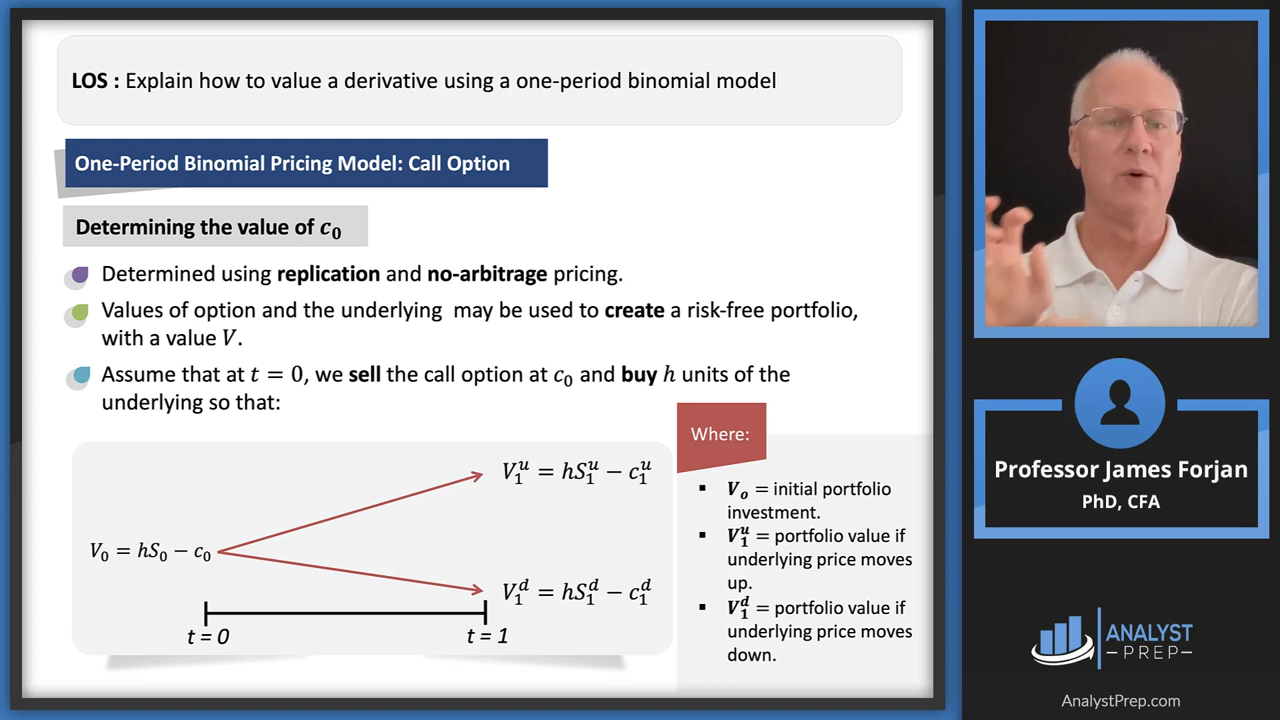 LOS : Explain how to value a derivative using a one-period binomial model
One-Period Binomial Pricing Model: Call Option
Determining the value of c₀
Determined using replication and no-arbitrage pricing.
Values of option and the underlying may be used to create a risk-free portfolio,
with a value V.
Assume that at t = 0, we sell the call option at c₀ and buy h units of the
underlying so that:
V₀ = hS₀ − c₀
V₁ᵘ = hS₁ᵘ − c₁ᵘ
V₁ᵈ = hS₁ᵈ − c₁ᵈ
t = 0
t = 1
Where:
▪ Vₒ = initial portfolio
investment.
▪ V₁ᵘ = portfolio value if
underlying price moves
up.
▪ V₁ᵈ = portfolio value if
underlying price moves
down.
Professor James Forjan
PhD, CFA
ANALYST
PREP
AnalystPrep.com